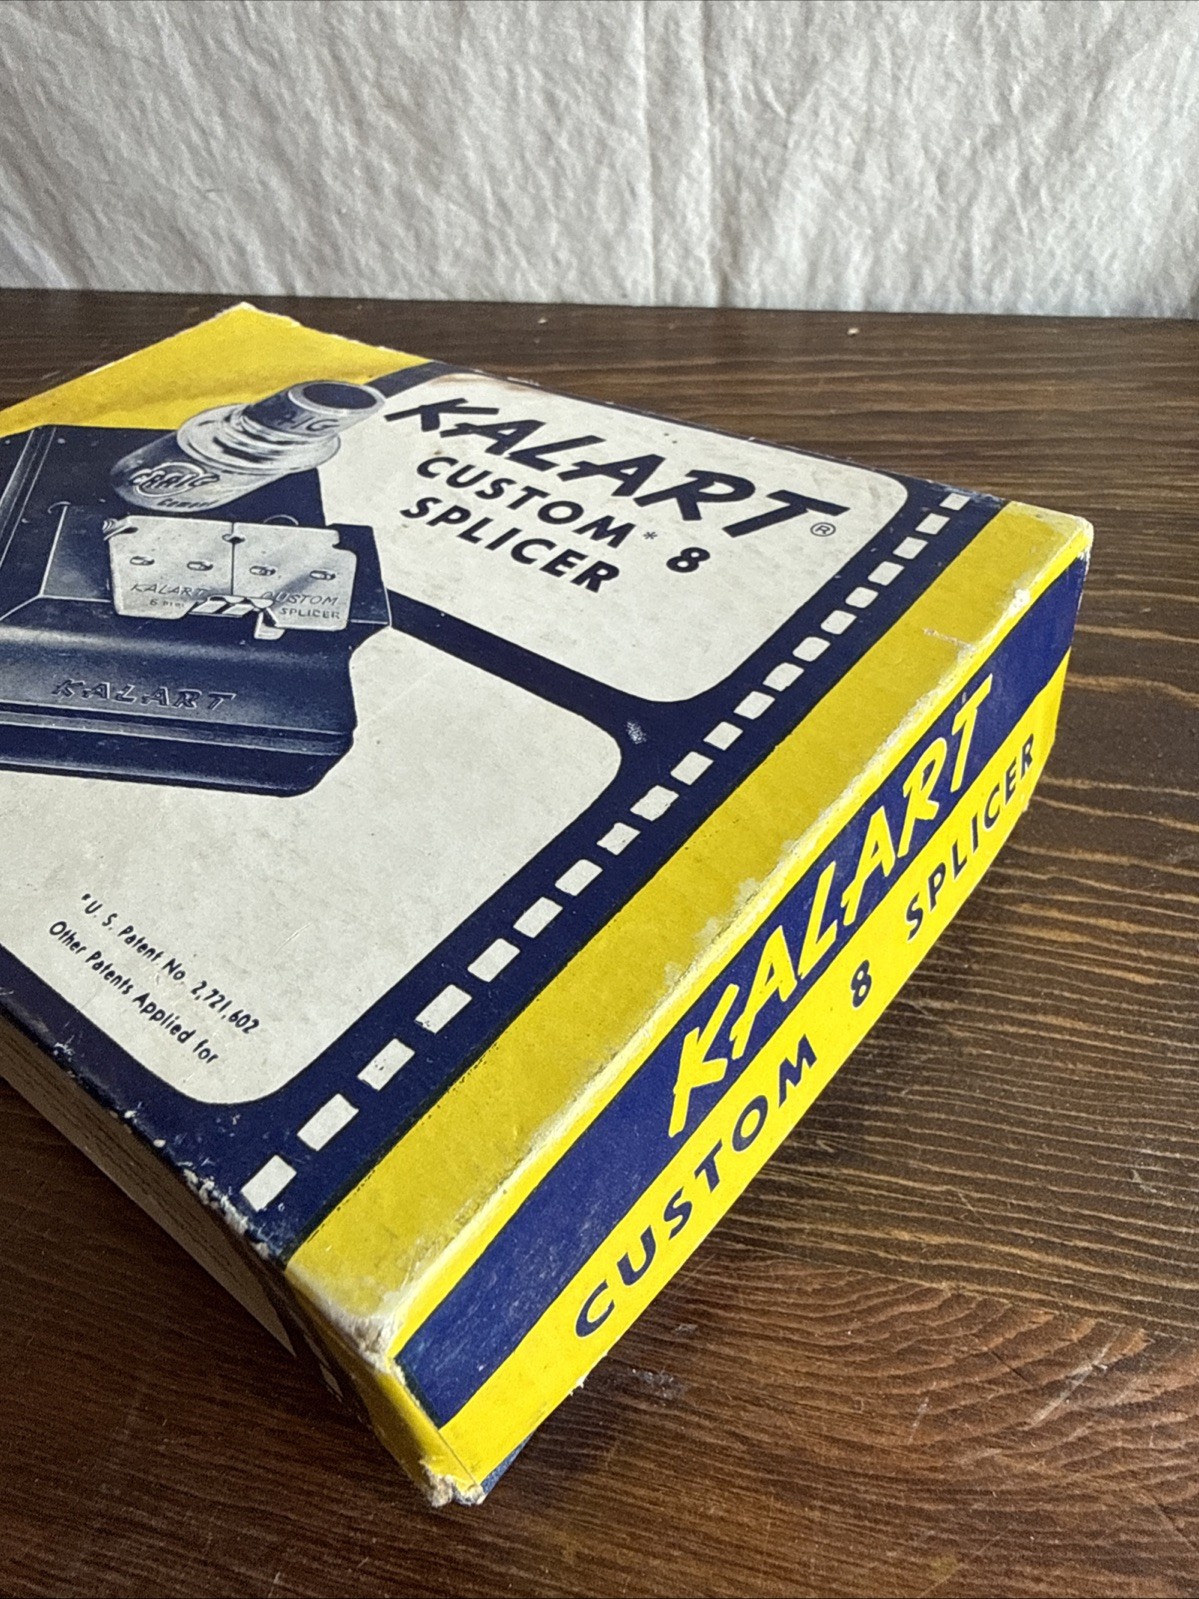 KALART®
CUSTOM* 8
SPLICER
CRAIG
KALART CUSTOM
SPLICER
KALART
*U. S. Patent No. 2,721,602
Other Patents Applied for
KALART
CUSTOM 8 SPLICER